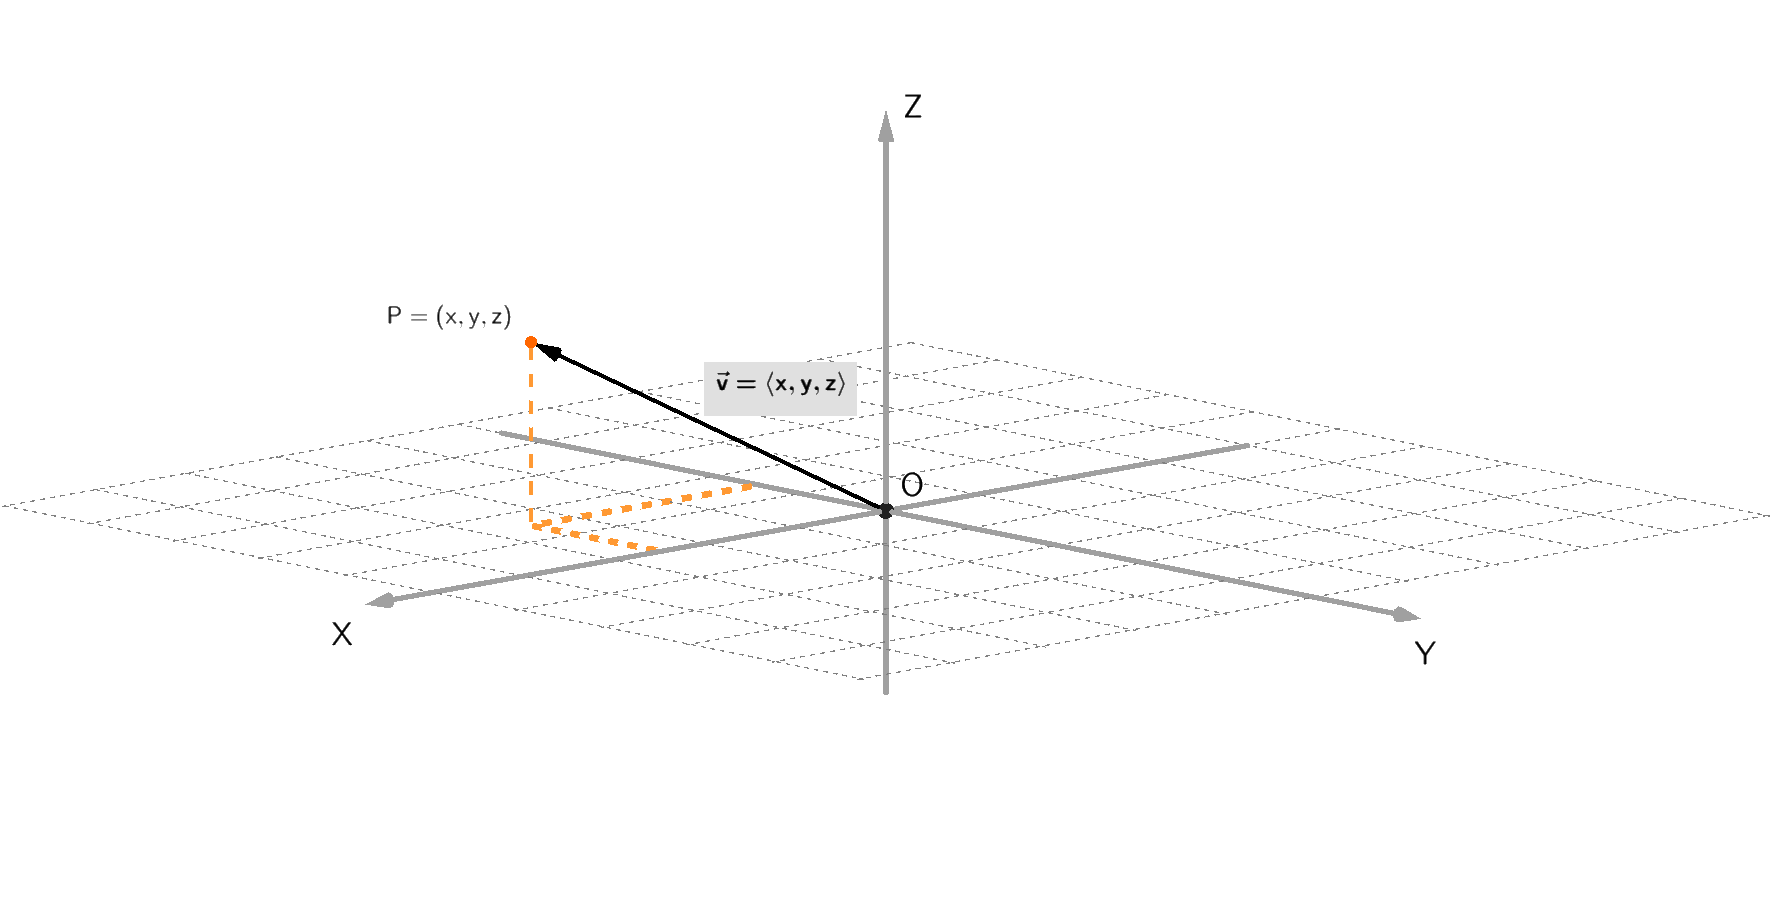 Z
P = (x, y, z)
v⃗ = ⟨x, y, z⟩
O
X
Y